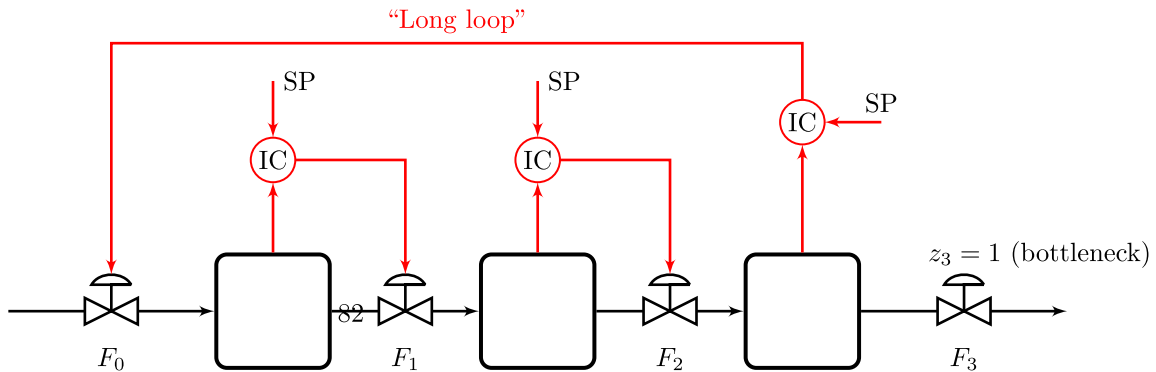 “Long loop”
SP
SP
SP
IC
IC
IC
z₃ = 1 (bottleneck)
82
F₀
F₁
F₂
F₃